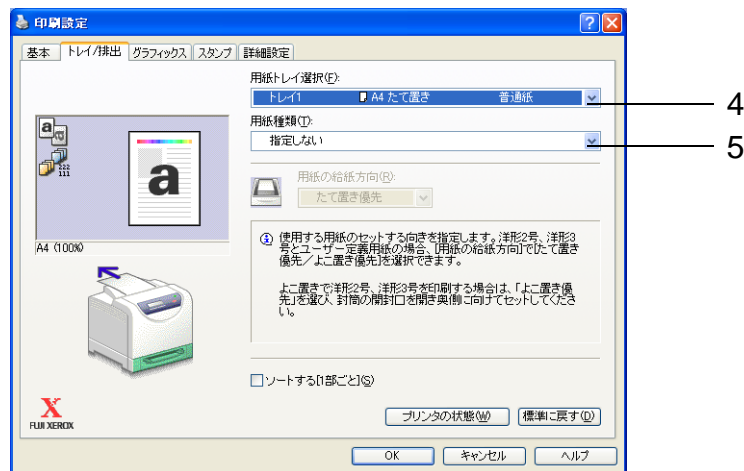 印刷設定
基本 トレイ/排出 グラフィックス スタンプ 詳細設定
用紙トレイ選択(F):
トレイ1 A4 たて置き 普通紙
4
用紙種類(T):
指定しない
5
用紙の給紙方向(R):
たて置き優先
a
a
222
111
a
A4 (100%)
使用する用紙のセットする向きを指定します。洋形2号、洋形3
号とユーザー定義用紙の場合、[用紙の給紙方向]で[たて置き
優先/よこ置き優先]を選択できます。
よこ置きで洋形2号、洋形3号を印刷する場合は、「よこ置き優
先」を選び、封筒の開封口を開き奥側に向けてセットしてくださ
い。
ソートする[1部ごと](S)
X
FUJI XEROX
プリンタの状態(W) 標準に戻す(D)
OK キャンセル ヘルプ